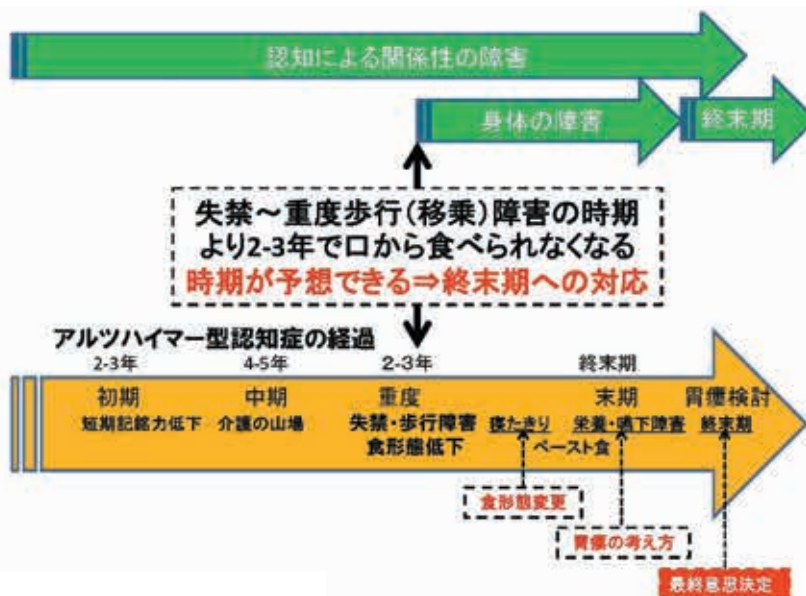 認知による関係性の障害
身体の障害
終末期
失禁～重度歩行(移乗)障害の時期
より2-3年で口から食べられなくなる
時期が予想できる⇒終末期への対応
アルツハイマー型認知症の経過
2-3年
4-5年
2-3年
終末期
初期
中期
重度
末期
胃瘻検討
短期記銘力低下
介護の山場
失禁・歩行障害
寝たきり
栄養・嚥下障害
終末期
食形態低下
ペースト食
食形態変更
胃瘻の考え方
最終意思決定